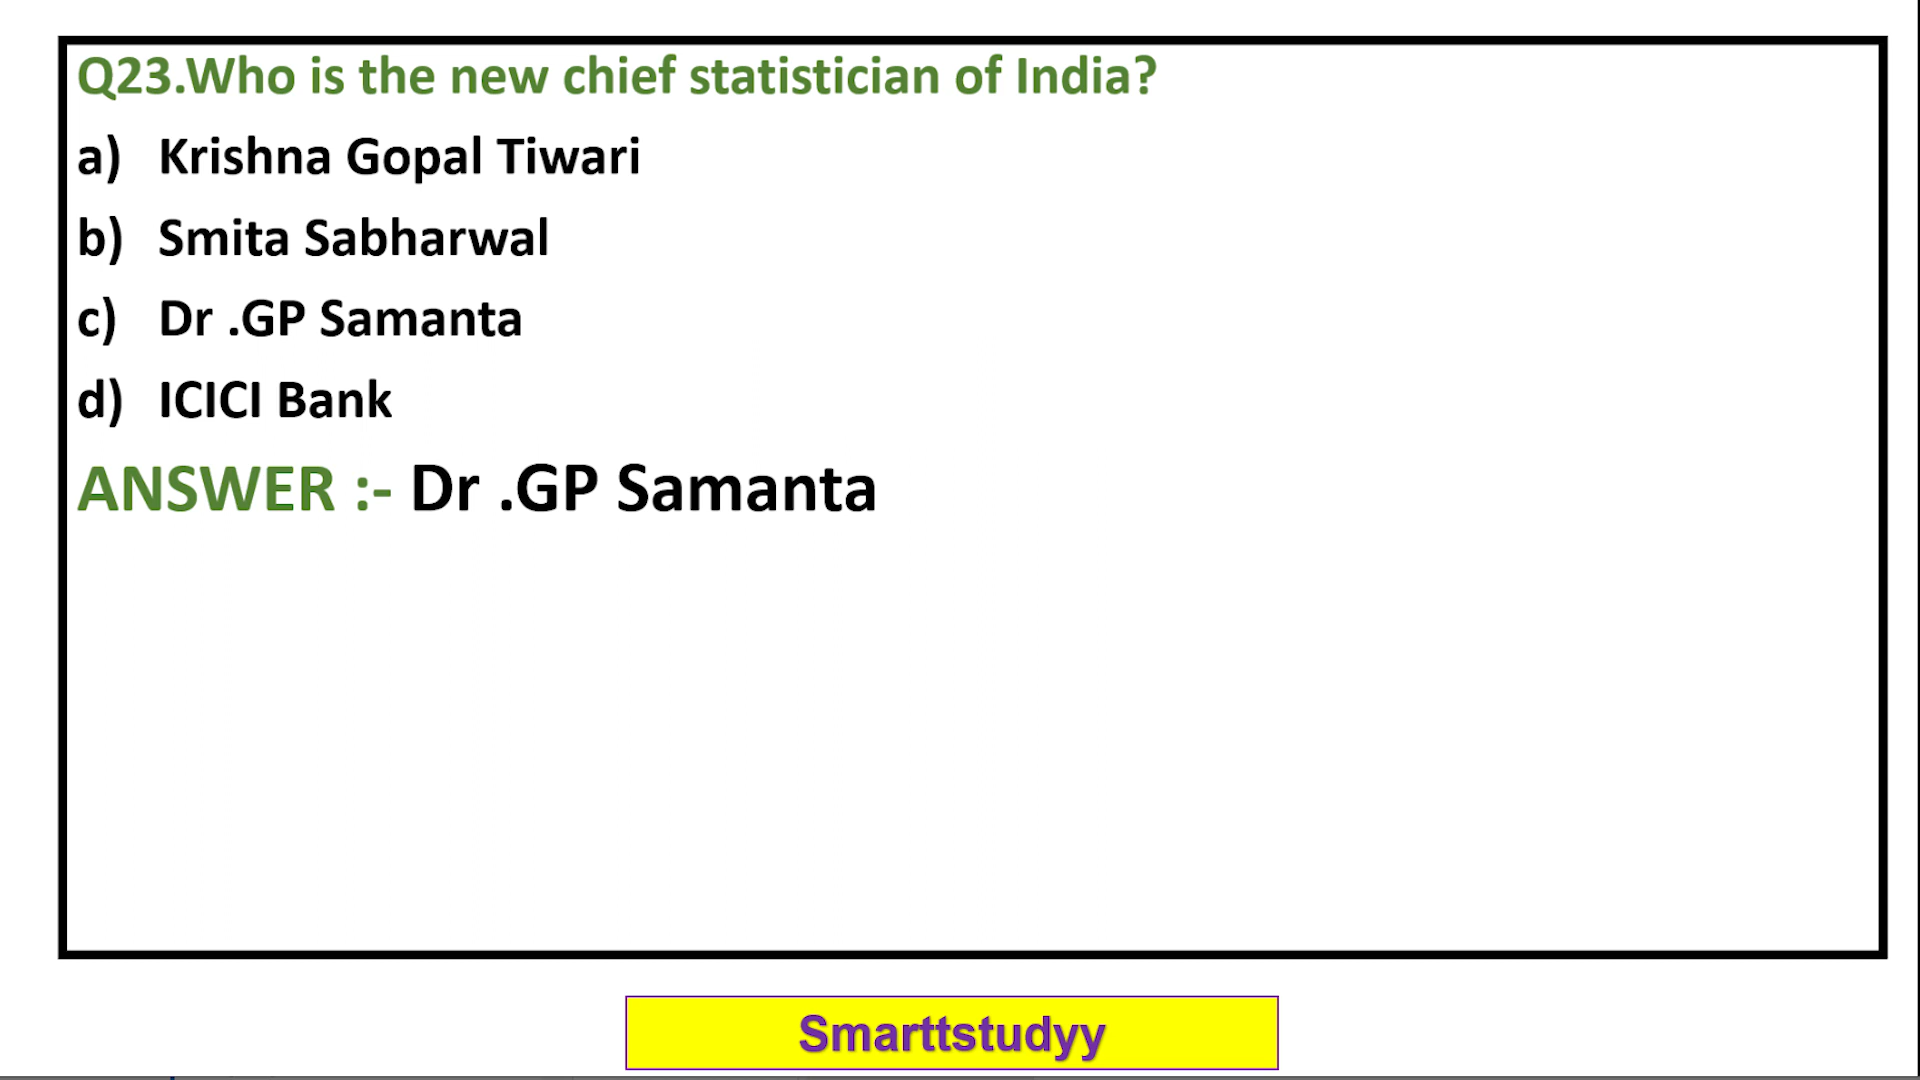 Q23.Who is the new chief statistician of India?
a) Krishna Gopal Tiwari
b) Smita Sabharwal
c) Dr .GP Samanta
d) ICICI Bank
ANSWER :- Dr .GP Samanta
Smarttstudyy